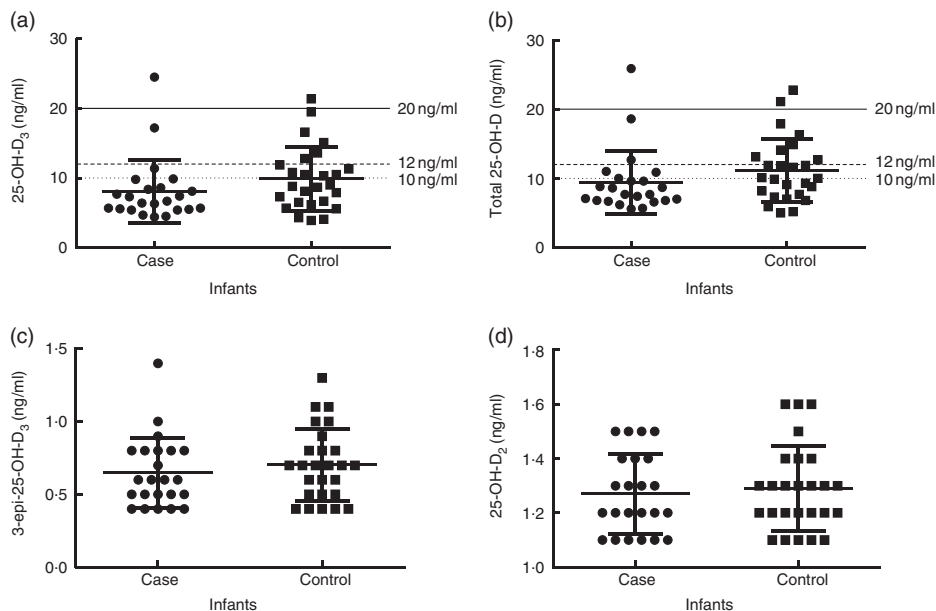 (a)
30
20
10
0
25-OH-D3 (ng/ml)
20 ng/ml
12 ng/ml
10 ng/ml
Case
Control
Infants
(b)
30
20
10
0
Total 25-OH-D (ng/ml)
20 ng/ml
12 ng/ml
10 ng/ml
Case
Control
Infants
(c)
1·5
1·0
0·5
0·0
3-epi-25-OH-D3 (ng/ml)
Case
Control
Infants
(d)
1·8
1·6
1·4
1·2
1·0
25-OH-D2 (ng/ml)
Case
Control
Infants